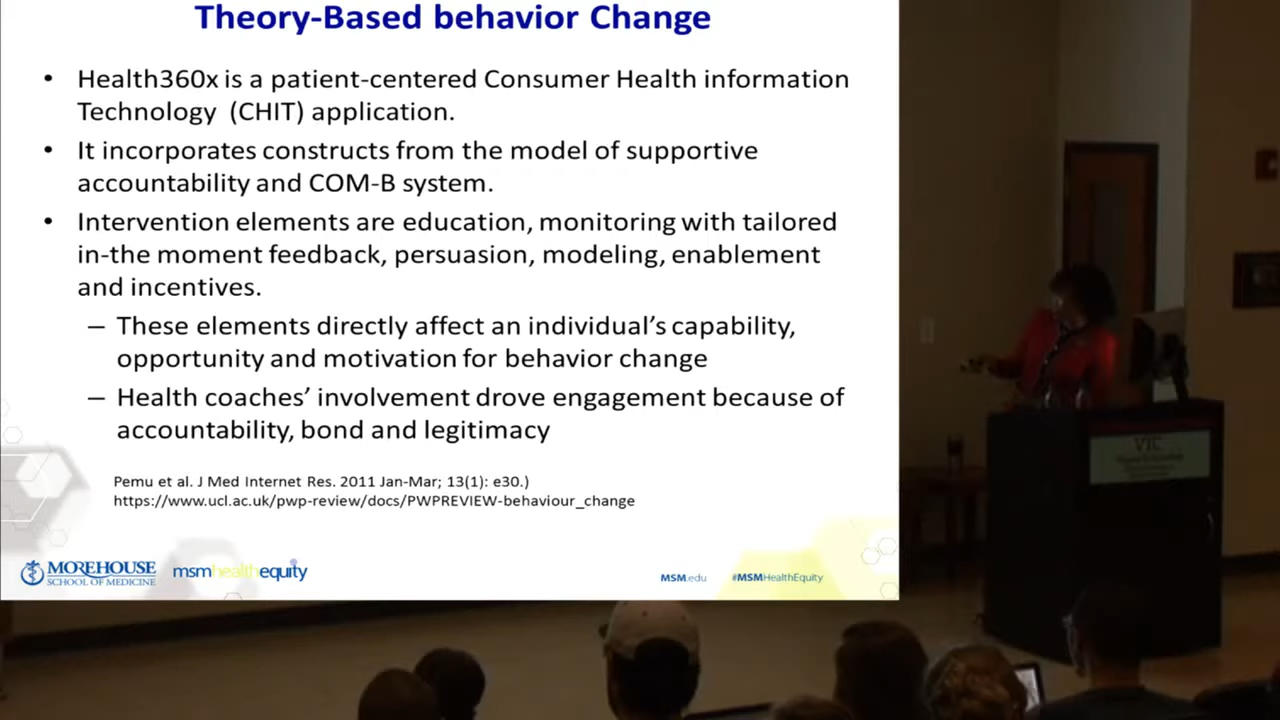 Theory-Based behavior Change
• Health360x is a patient-centered Consumer Health information
Technology (CHIT) application.
• It incorporates constructs from the model of supportive
accountability and COM-B system.
• Intervention elements are education, monitoring with tailored
in-the moment feedback, persuasion, modeling, enablement
and incentives.
– These elements directly affect an individual's capability,
opportunity and motivation for behavior change
– Health coaches' involvement drove engagement because of
accountability, bond and legitimacy
Pemu et al. J Med Internet Res. 2011 Jan-Mar; 13(1): e30.)
https://www.ucl.ac.uk/pwp-review/docs/PWPREVIEW-behaviour_change
MOREHOUSE
SCHOOL OF MEDICINE
msmhealthequity
MSM.edu
#MSMHealthEquity
VTC